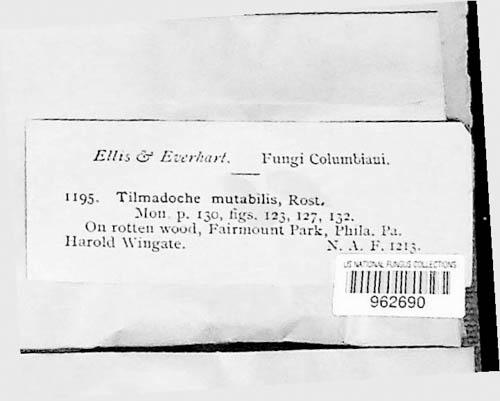 Ellis & Everhart. Fungi Columbiani.
1195. Tilmadoche mutabilis, Rost.
Mon. p. 130, figs. 123, 127, 132.
On rotten wood, Fairmount Park, Phila. Pa.
Harold Wingate. N. A. F. 1213.
US NATIONAL FUNGUS COLLECTIONS
962690